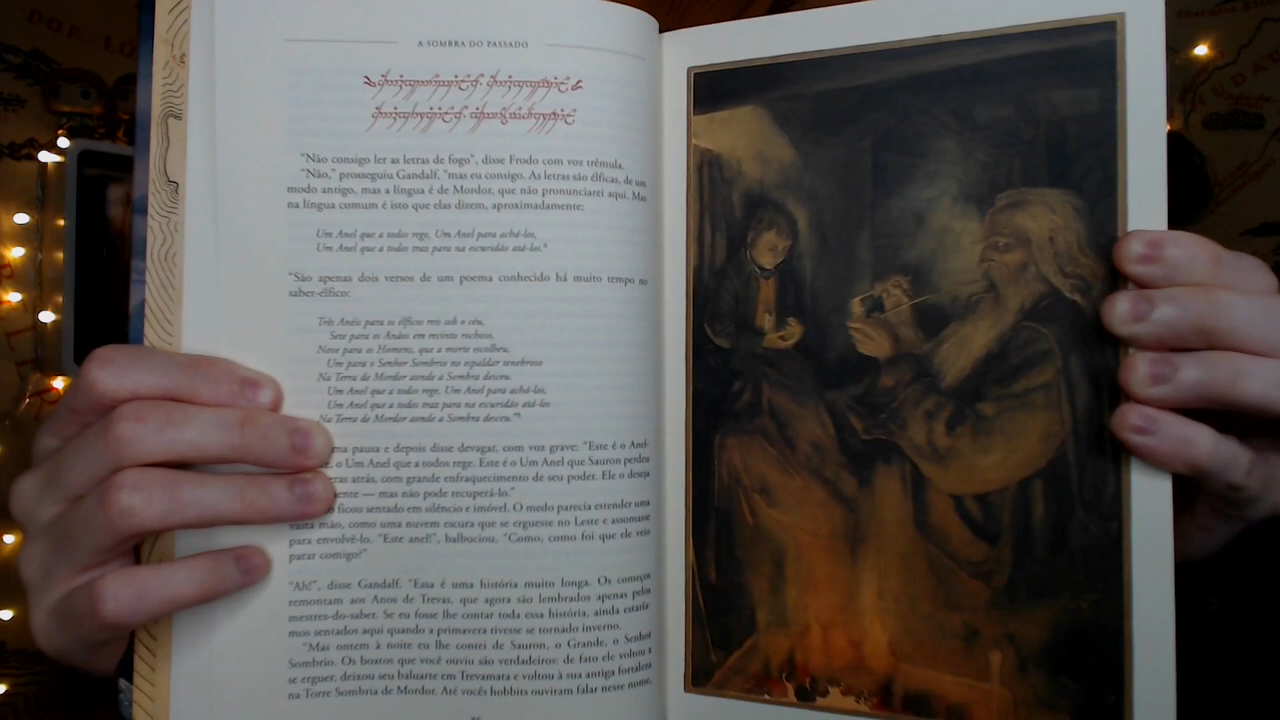 A SOMBRA DO PASSADO
"Não consigo ler as letras de fogo", disse Frodo com voz trêmula.
"Não," prosseguiu Gandalf, "mas eu consigo. As letras são élficas, de um
modo antigo, mas a língua é de Mordor, que não pronunciarei aqui. Mas
na língua comum é isto que elas dizem, aproximadamente:
Um Anel que a todos rege, Um Anel para achá-los,
Um Anel que a todos traz para na escuridão atá-los.
"São apenas dois versos de um poema conhecido há muito tempo no
saber-élfico:
Três Anéis para os élficos reis sob o céu,
Sete para os Anãos em recinto rochoso,
Nove para os Homens, que a morte escolheu,
Um para o Senhor Sombrio no espaldar tenebroso
Na Terra de Mordor aonde a Sombra desceu.
Um Anel que a todos rege, Um Anel para achá-los,
Um Anel que a todos traz para na escuridão atá-los
Na Terra de Mordor aonde a Sombra desceu."
ma pausa e depois disse devagar, com voz grave: "Este é o Anel-
o Um Anel que a todos rege. Este é o Um Anel que Sauron perdeu
eras atrás, com grande enfraquecimento de seu poder. Ele o deseja
mente — mas não pode recuperá-lo."
ficou sentado em silêncio e imóvel. O medo parecia estender uma
vasta mão, como uma nuvem escura que se erguesse no Leste e assomasse
para envolvê-lo. "Este anel!", balbuciou. "Como, como foi que ele veio
parar comigo?"
"Ah!", disse Gandalf. "Essa é uma história muito longa. Os começos
remontam aos Anos de Trevas, que agora são lembrados apenas pelos
mestres-do-saber. Se eu fosse lhe contar toda essa história, ainda estaría-
mos sentados aqui quando a primavera tivesse se tornado inverno.
"Mas ontem à noite eu lhe contei de Sauron, o Grande, o Senhor
Sombrio. Os boatos que você ouviu são verdadeiros: de fato ele voltou a
se erguer, deixou seu baluarte em Trevamata e voltou à sua antiga fortaleza
na Torre Sombria de Mordor. Até vocês hobbits ouviram falar nesse nome,